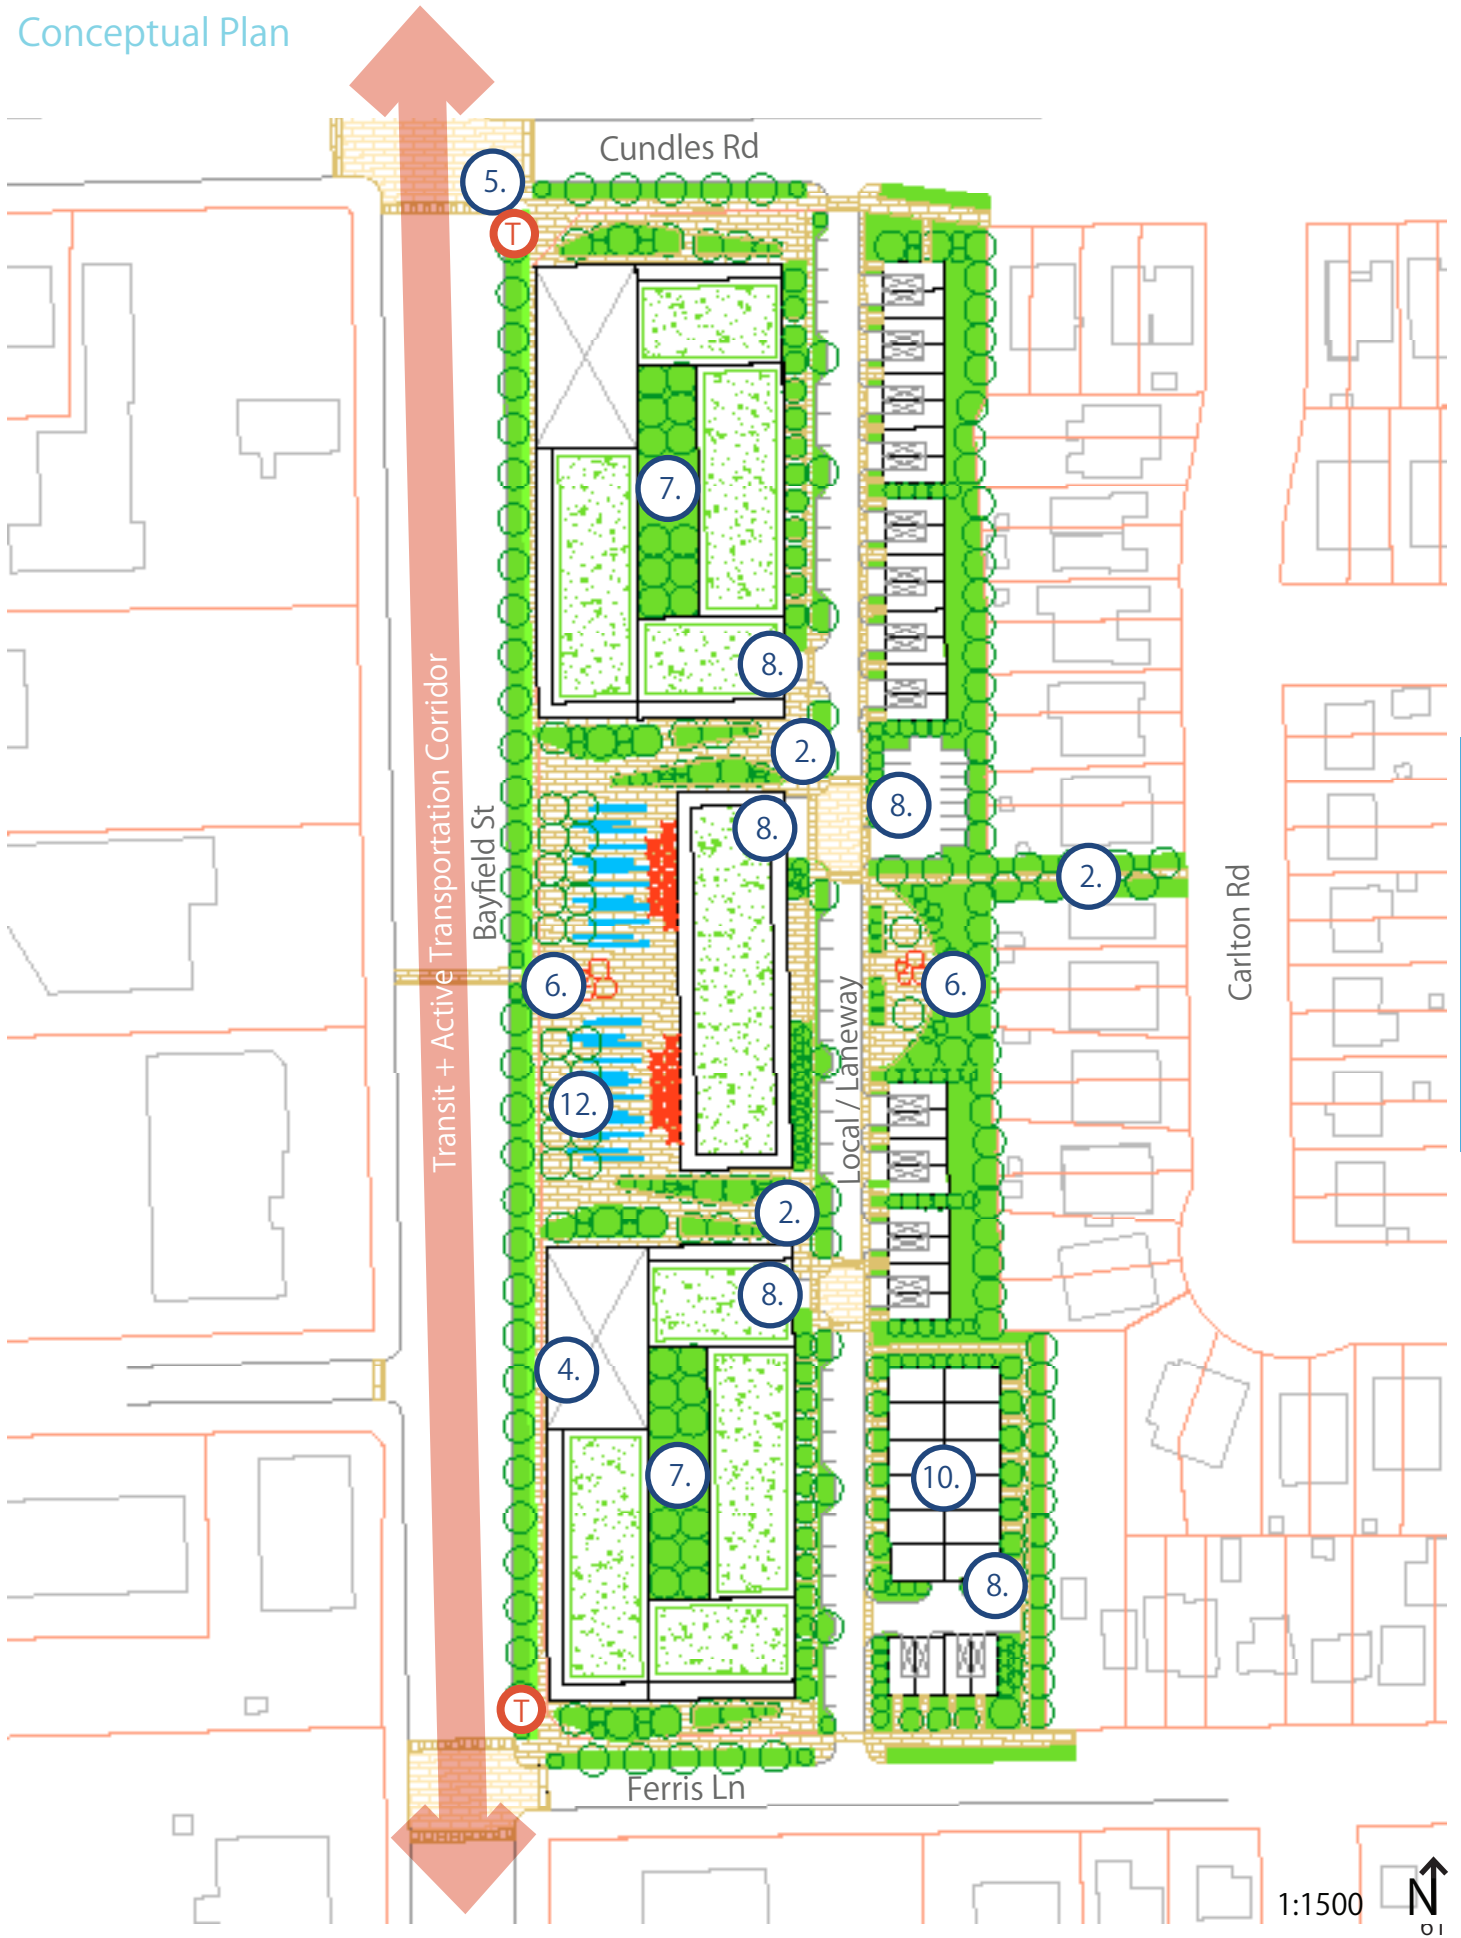 Conceptual Plan
Cundles Rd
5.
T
7.
8.
2.
8.
8.
2.
Transit + Active Transportation Corridor
Bayfield St
Carlton Rd
6.
6.
Local / Laneway
12.
2.
8.
4.
7.
10.
8.
T
Ferris Ln
1:1500
N
61